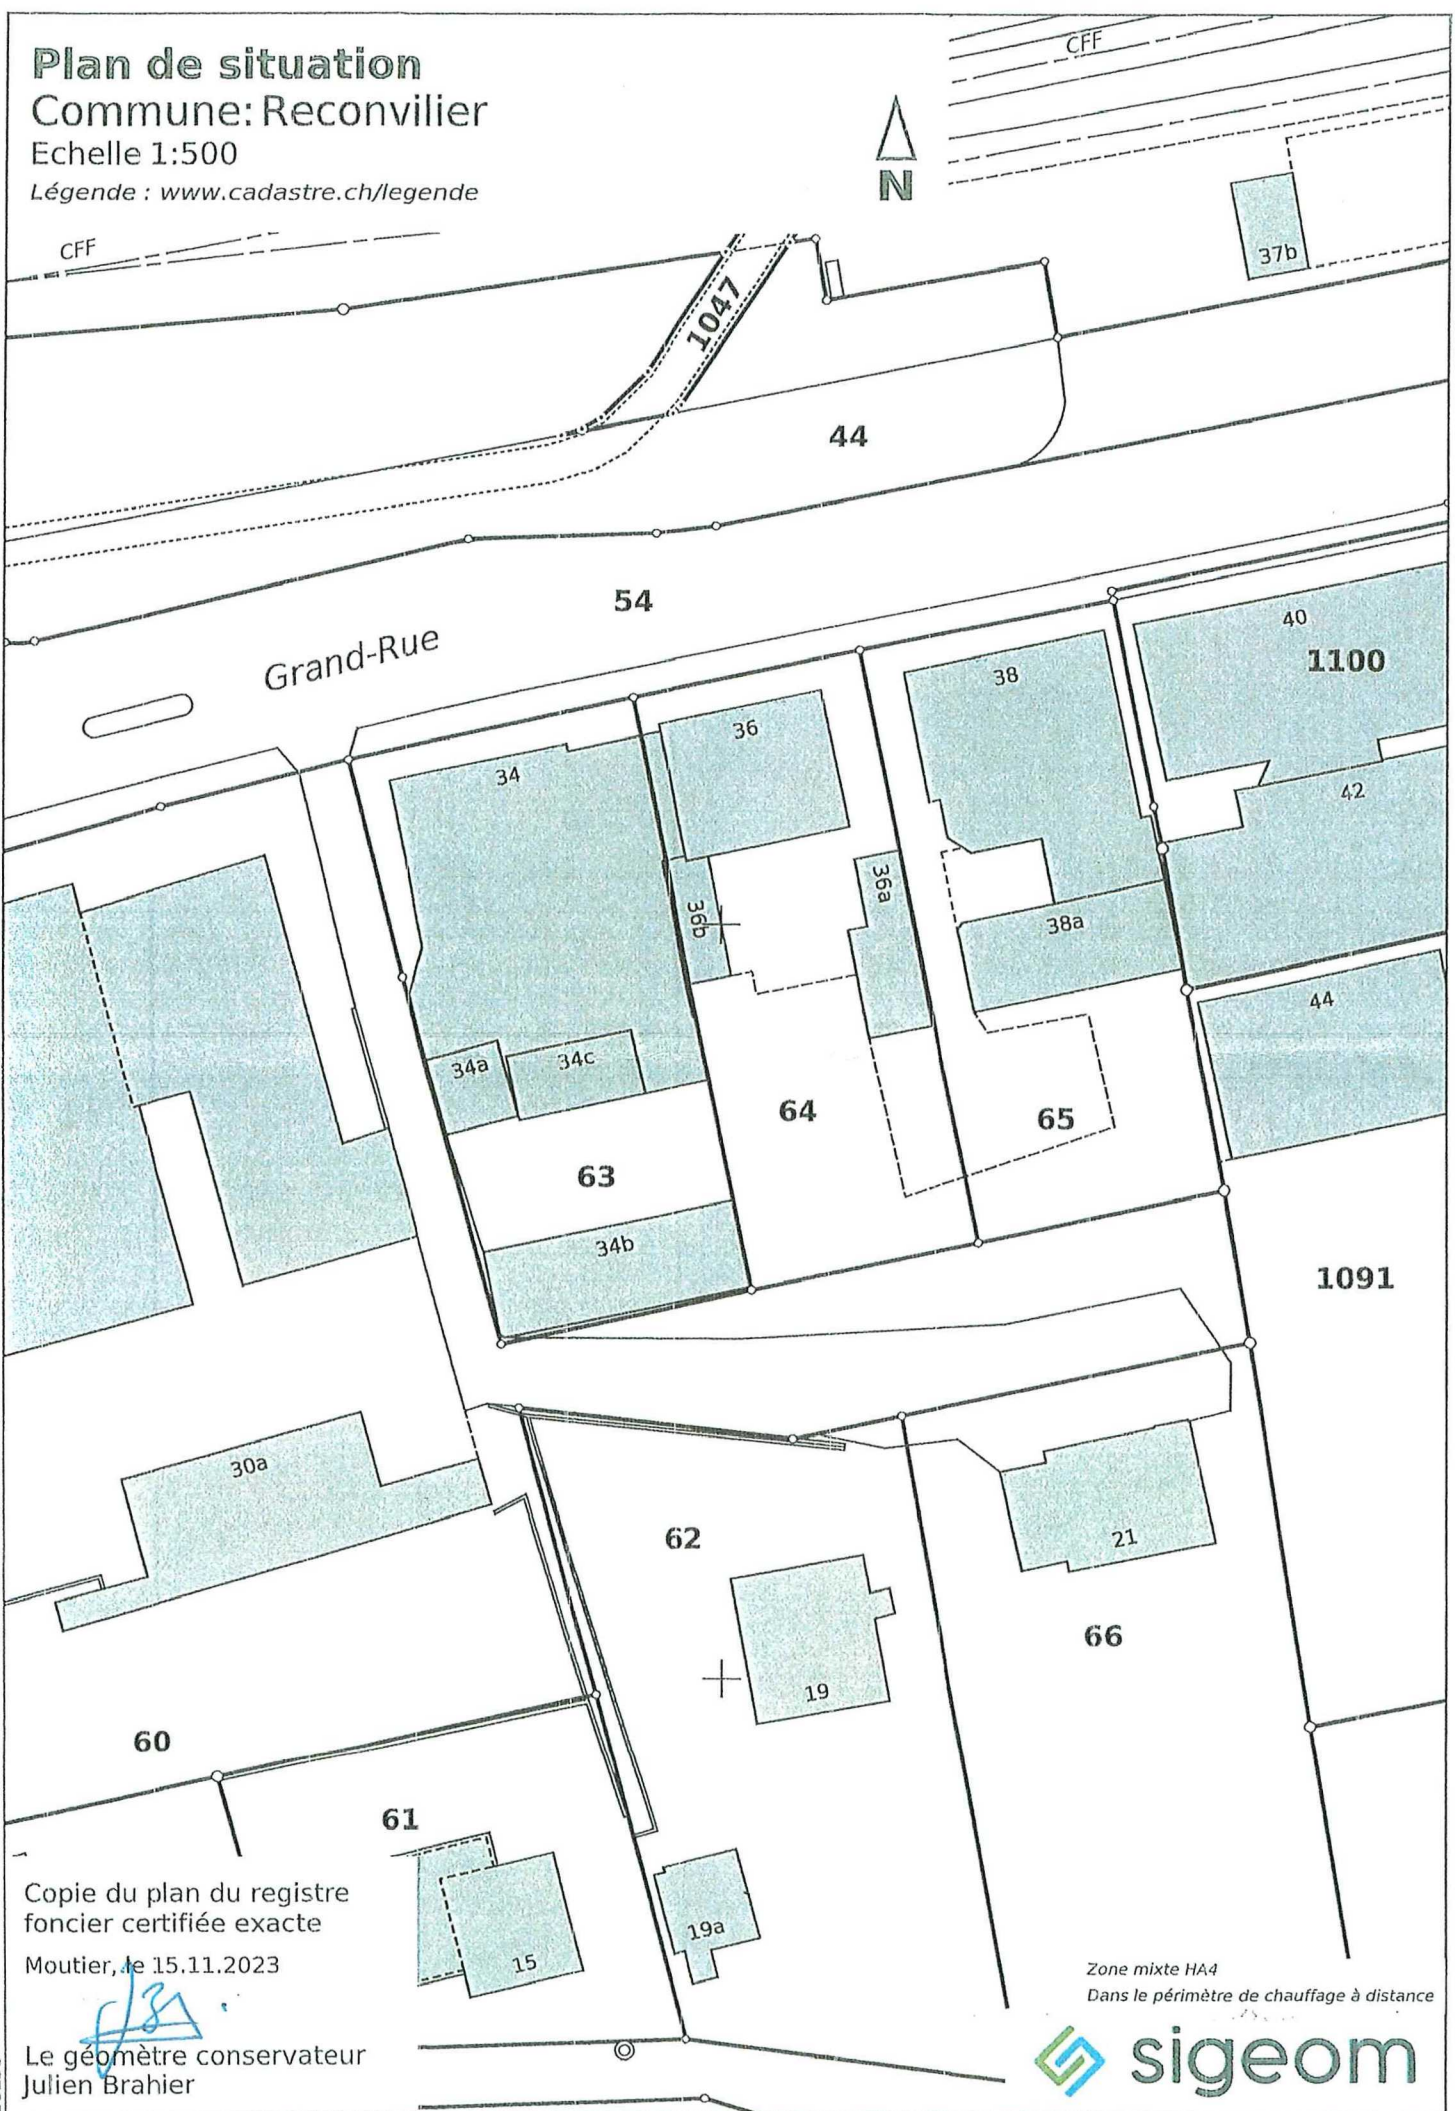 Plan de situation
Commune: Reconvilier
Echelle 1:500
Légende : www.cadastre.ch/legende
N
CFF
CFF
37b
1047
44
54
Grand-Rue
40
1100
38
36
34
42
36a
36b
38a
44
34a
34c
64
65
63
34b
1091
30a
62
21
66
19
60
61
15
19a
Copie du plan du registre
foncier certifiée exacte
Moutier, le 15.11.2023
Le géomètre conservateur
Julien Brahier
Zone mixte HA4
Dans le périmètre de chauffage à distance
sigeom